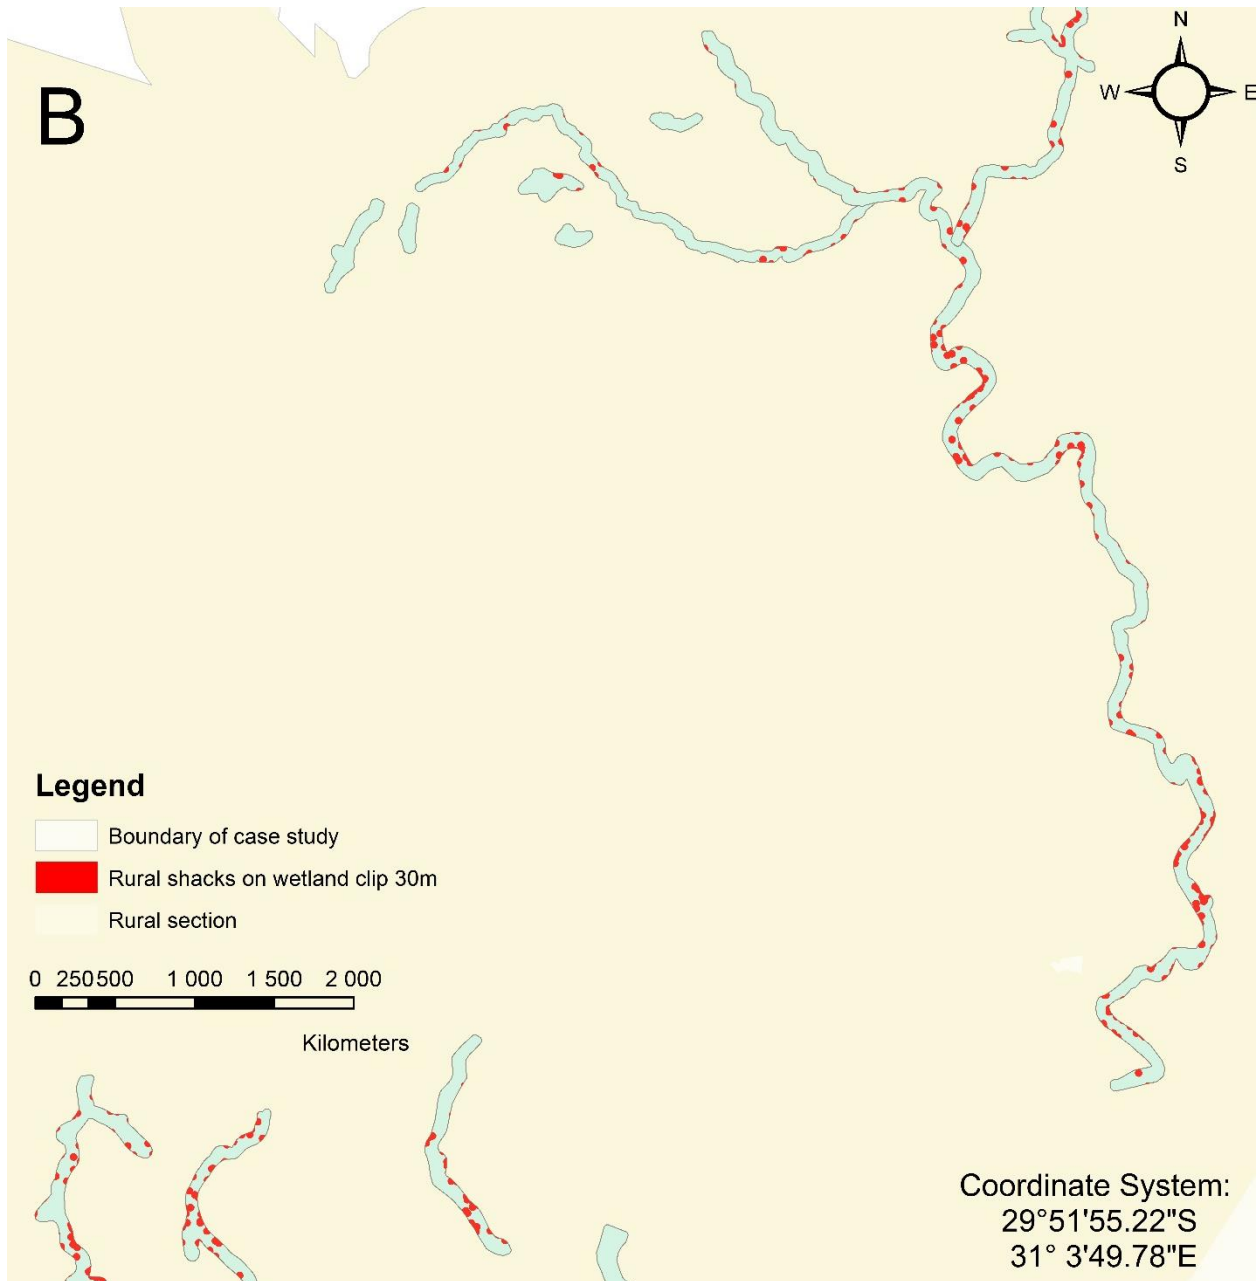 N
W E
S
B
Legend
Boundary of case study
Rural shacks on wetland clip 30m
Rural section
0 250500 1 000 1 500 2 000
Kilometers
Coordinate System:
29°51'55.22"S
31° 3'49.78"E